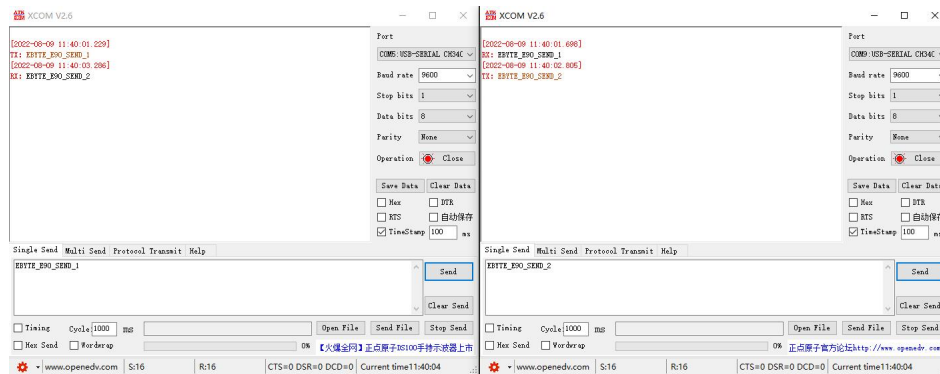 XCOM V2.6
[2022-08-09 11:40:01.229]
TX: EBYTE_E90_SEND_1
[2022-08-09 11:40:03.286]
RX: EBYTE_E90_SEND_2
Port
COM5:USB-SERIAL CH34C
Baud rate 9600
Stop bits 1
Data bits 8
Parity None
Operation Close
Save Data Clear Data
Hex DTR
RTS 自动保存
TimeStamp 100 ms
Single Send Multi Send Protocol Transmit Help
EBYTE_E90_SEND_1
Send
Clear Send
Timing Cycle 1000 ms Open File Send File Stop Send
Hex Send Wordwrap 0% 【火爆全网】正点原子DS100手持示波器上市
www.openedv.com S:16 R:16 CTS=0 DSR=0 DCD=0 Current time11:40:04
XCOM V2.6
[2022-08-09 11:40:01.698]
RX: EBYTE_E90_SEND_1
[2022-08-09 11:40:02.805]
TX: EBYTE_E90_SEND_2
Port
COM9:USB-SERIAL CH34C
Baud rate 9600
Stop bits 1
Data bits 8
Parity None
Operation Close
Save Data Clear Data
Hex DTR
RTS 自动保存
TimeStamp 100 ms
Single Send Multi Send Protocol Transmit Help
EBYTE_E90_SEND_2
Send
Clear Send
Timing Cycle 1000 ms Open File Send File Stop Send
Hex Send Wordwrap 0% 正点原子官方论坛http://www.openedv.com
www.openedv.com S:16 R:16 CTS=0 DSR=0 DCD=0 Current time11:40:04